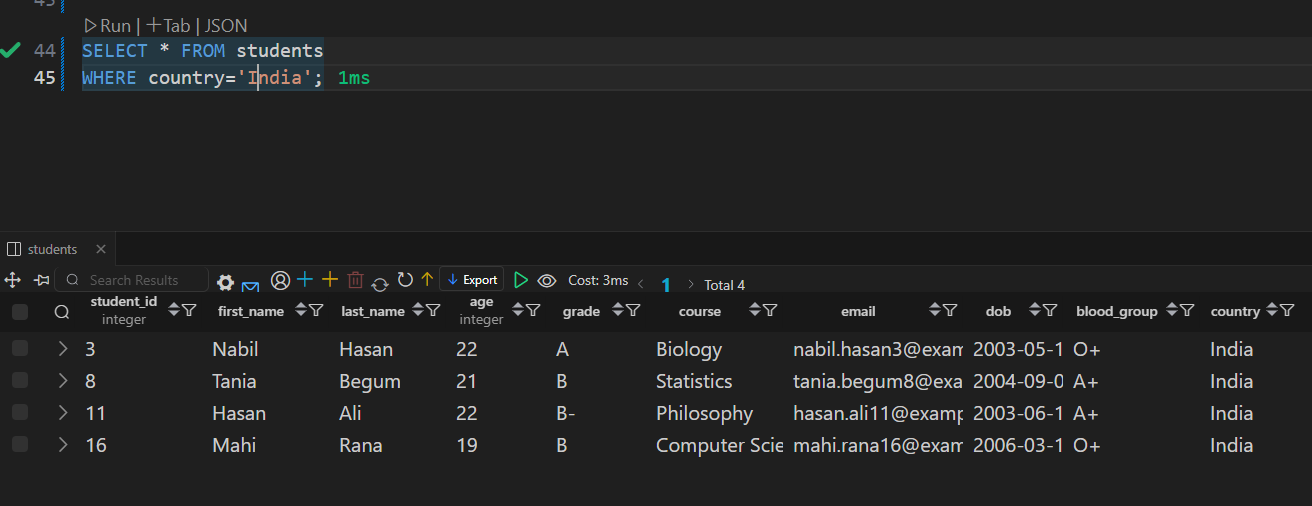 Run | Tab | JSON
44 SELECT * FROM students
45 WHERE country='India'; 1ms
students
Search Results Export Cost: 3ms 1 Total 4
student_id integer first_name last_name age integer grade course email dob blood_group country
3 Nabil Hasan 22 A Biology nabil.hasan3@exam 2003-05-1 O+ India
8 Tania Begum 21 B Statistics tania.begum8@exa 2004-09-0 A+ India
11 Hasan Ali 22 B- Philosophy hasan.ali11@examp 2003-06-1 A+ India
16 Mahi Rana 19 B Computer Scie mahi.rana16@exam 2006-03-1 O+ India